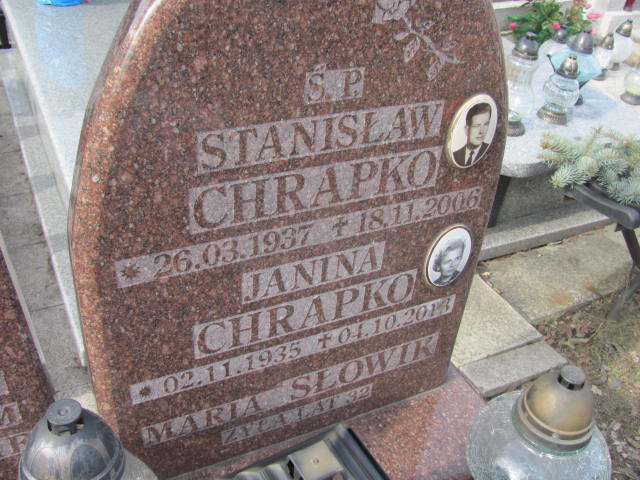 Ś. P.
STANISŁAW
CHRAPKO
* 26.03.1937 ✝ 18.11.2006
JANINA
CHRAPKO
* 02.11.1935 ✝ 04.10.2013
MARIA SŁOWIK
ŻYŁA LAT 32